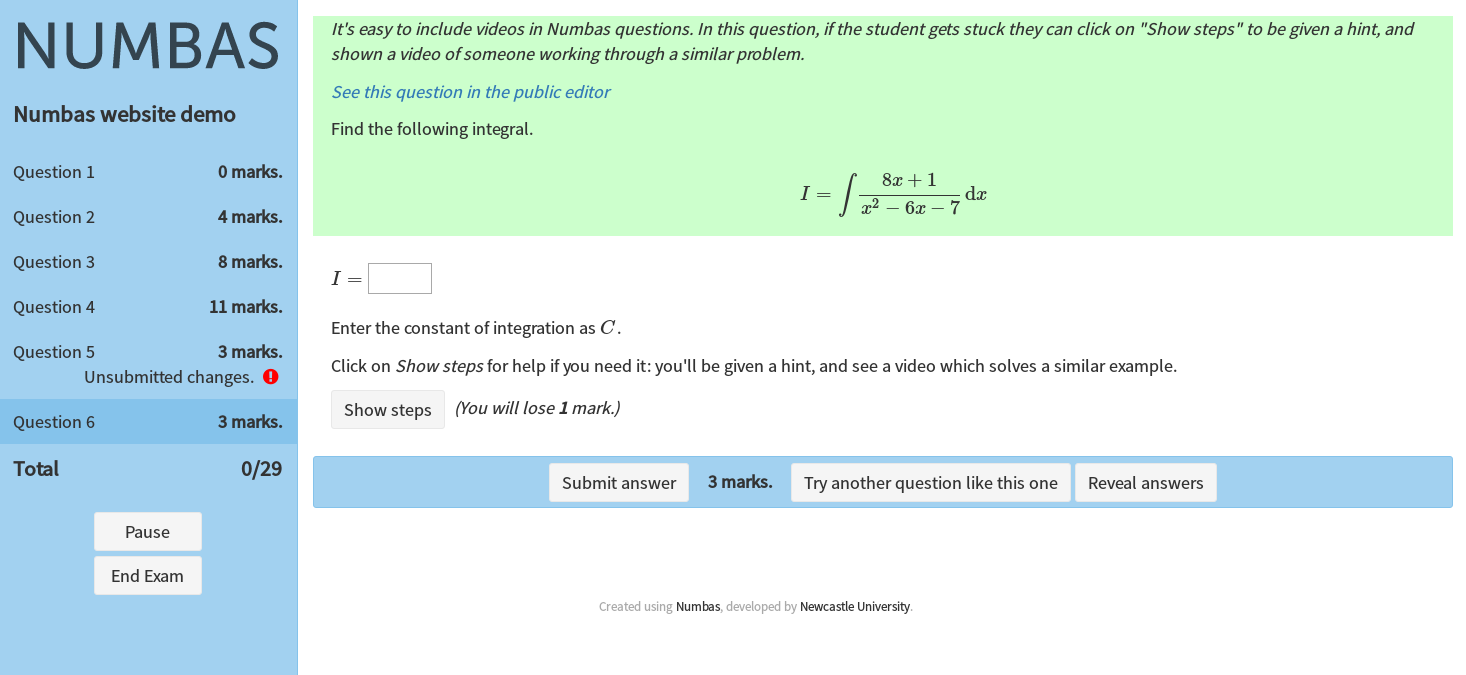 NUMBAS
Numbas website demo
Question 1 0 marks.
Question 2 4 marks.
Question 3 8 marks.
Question 4 11 marks.
Question 5 3 marks.
Unsubmitted changes. !
Question 6 3 marks.
Total 0/29
Pause
End Exam
It's easy to include videos in Numbas questions. In this question, if the student gets stuck they can click on "Show steps" to be given a hint, and
shown a video of someone working through a similar problem.
See this question in the public editor
Find the following integral.
I = ∫ (8x + 1)/(x² − 6x − 7) dx
I =
Enter the constant of integration as C.
Click on Show steps for help if you need it: you'll be given a hint, and see a video which solves a similar example.
Show steps (You will lose 1 mark.)
Submit answer 3 marks. Try another question like this one Reveal answers
Created using Numbas, developed by Newcastle University.